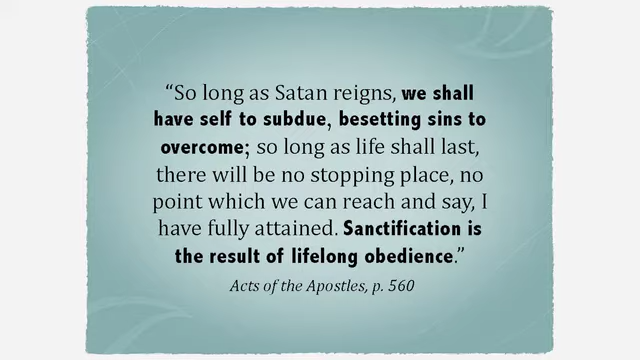 “So long as Satan reigns, we shall
have self to subdue, besetting sins to
overcome; so long as life shall last,
there will be no stopping place, no
point which we can reach and say, I
have fully attained. Sanctification is
the result of lifelong obedience.”
Acts of the Apostles, p. 560